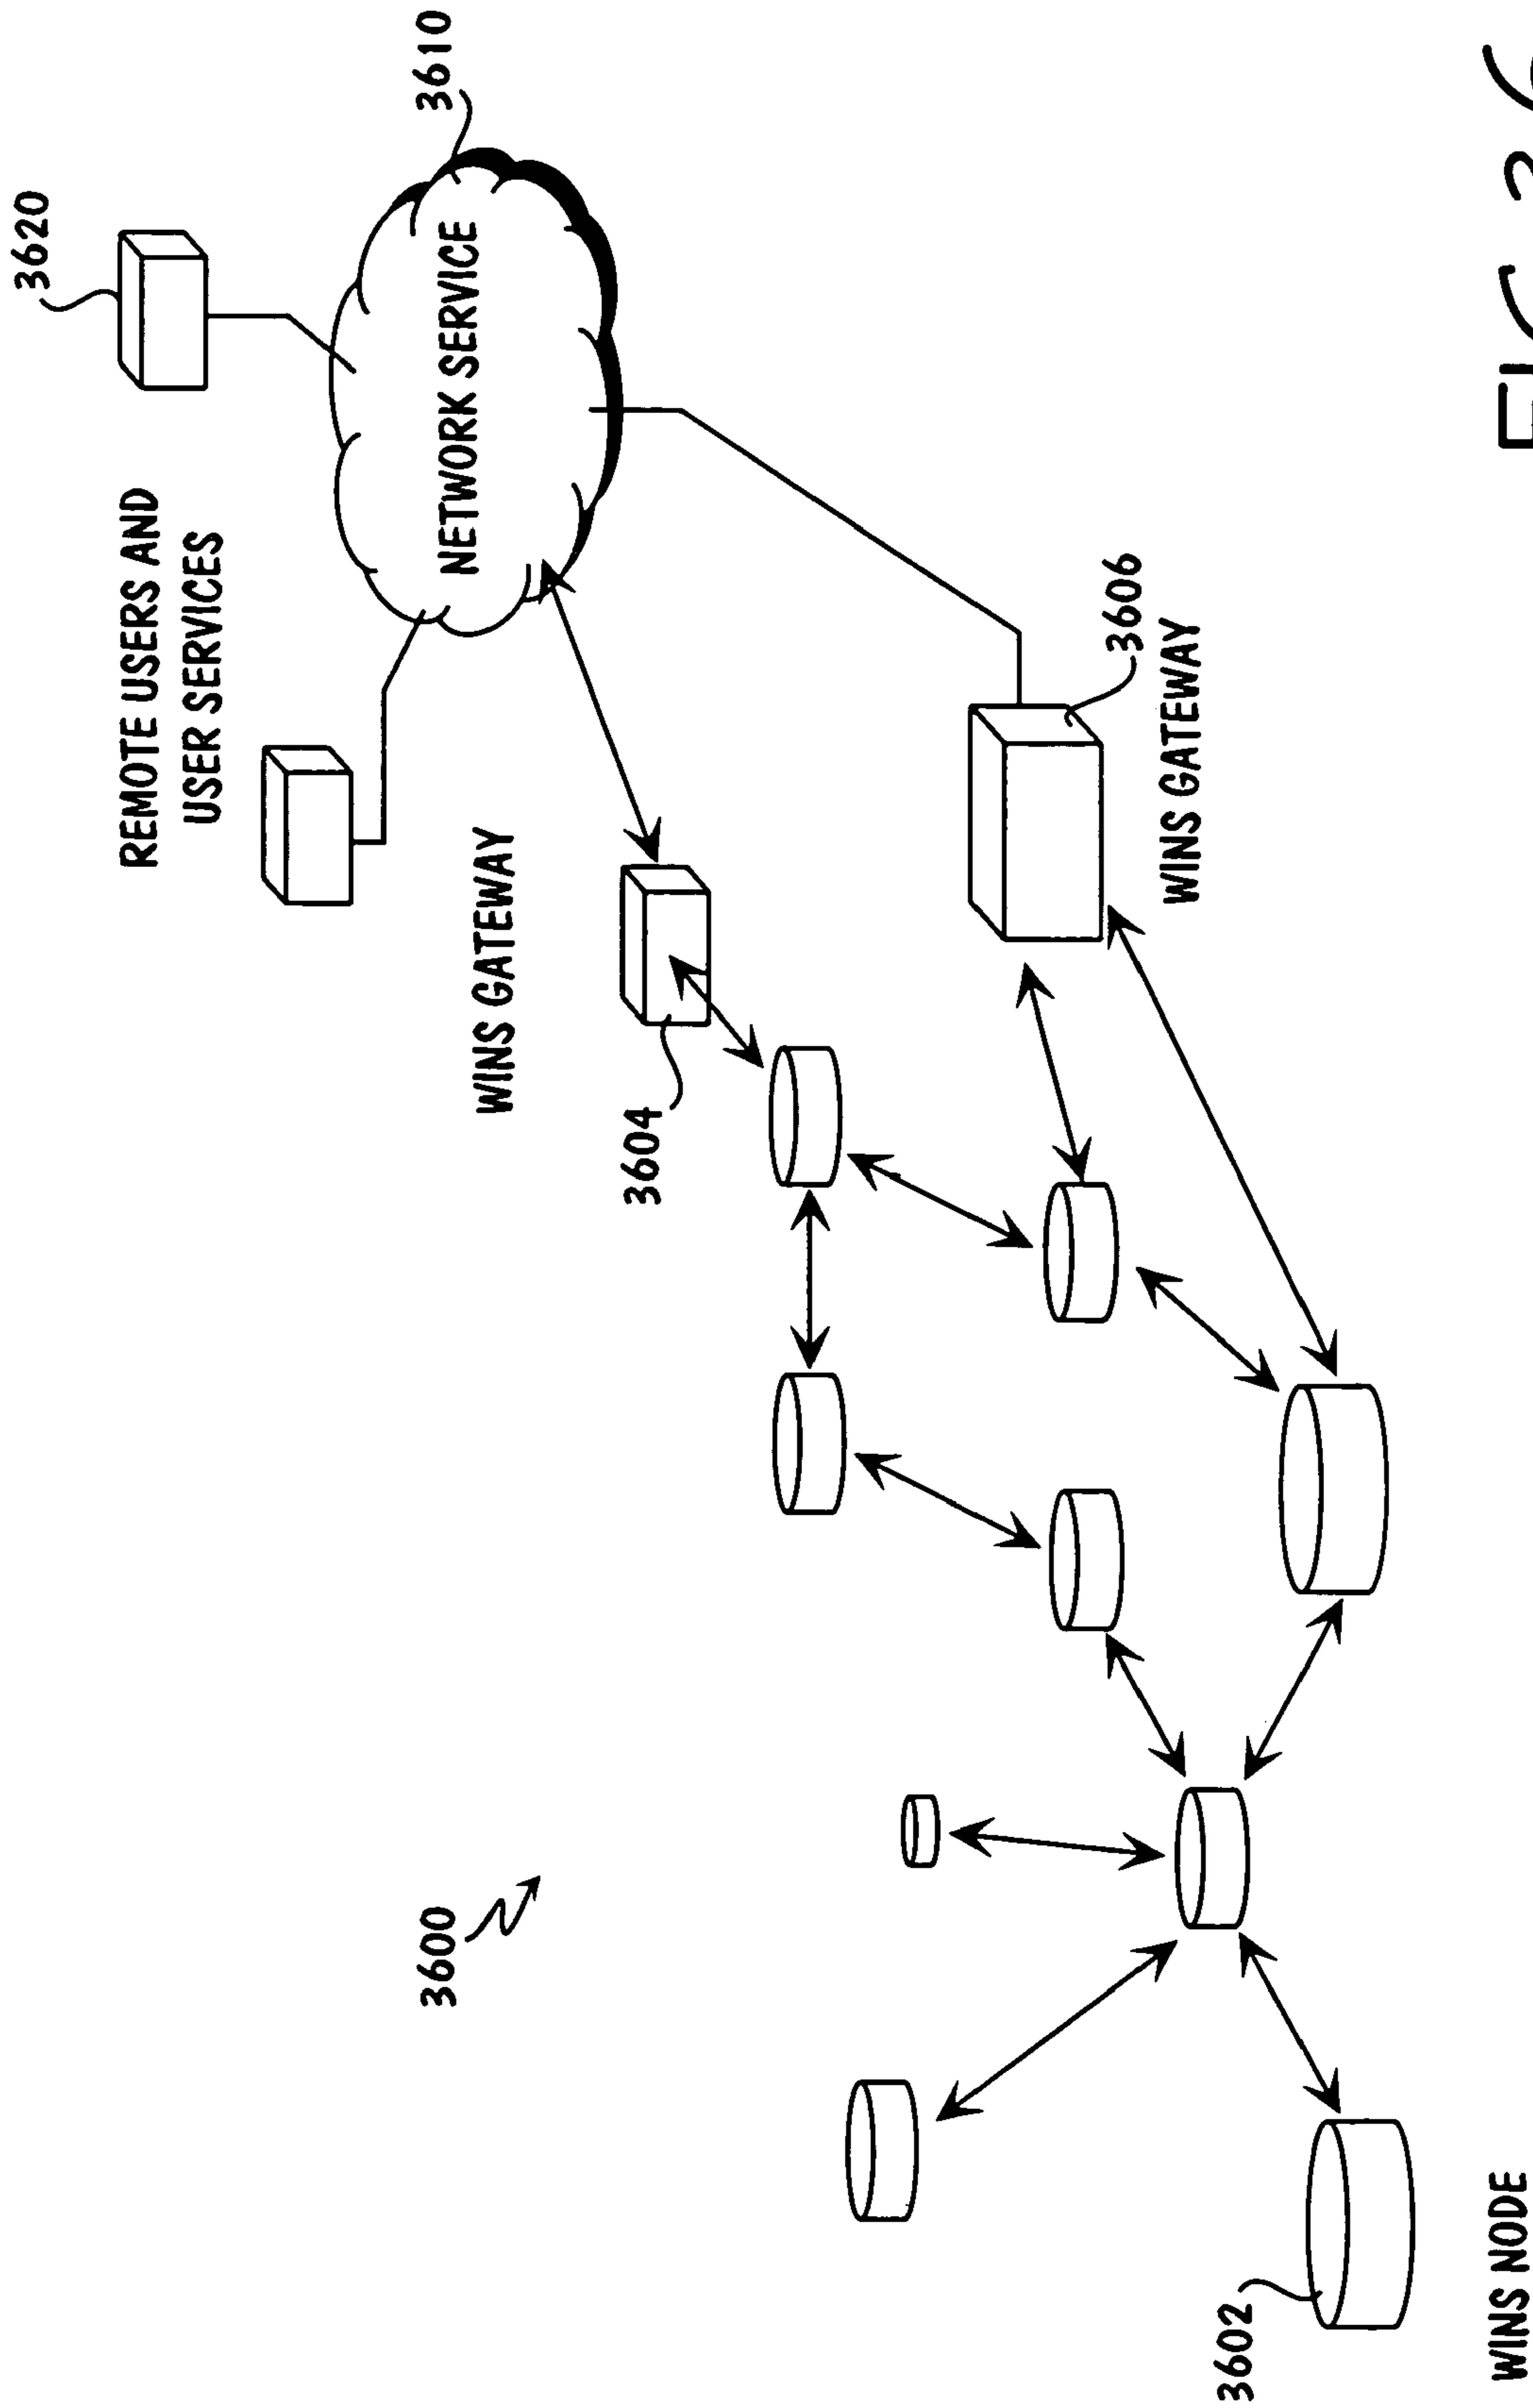 3620
REMOTE USERS AND
USER SERVICES
3610
NETWORK SERVICE
WINS GATEWAY
3604
3606
WINS GATEWAY
3600
3602
WINS NODE